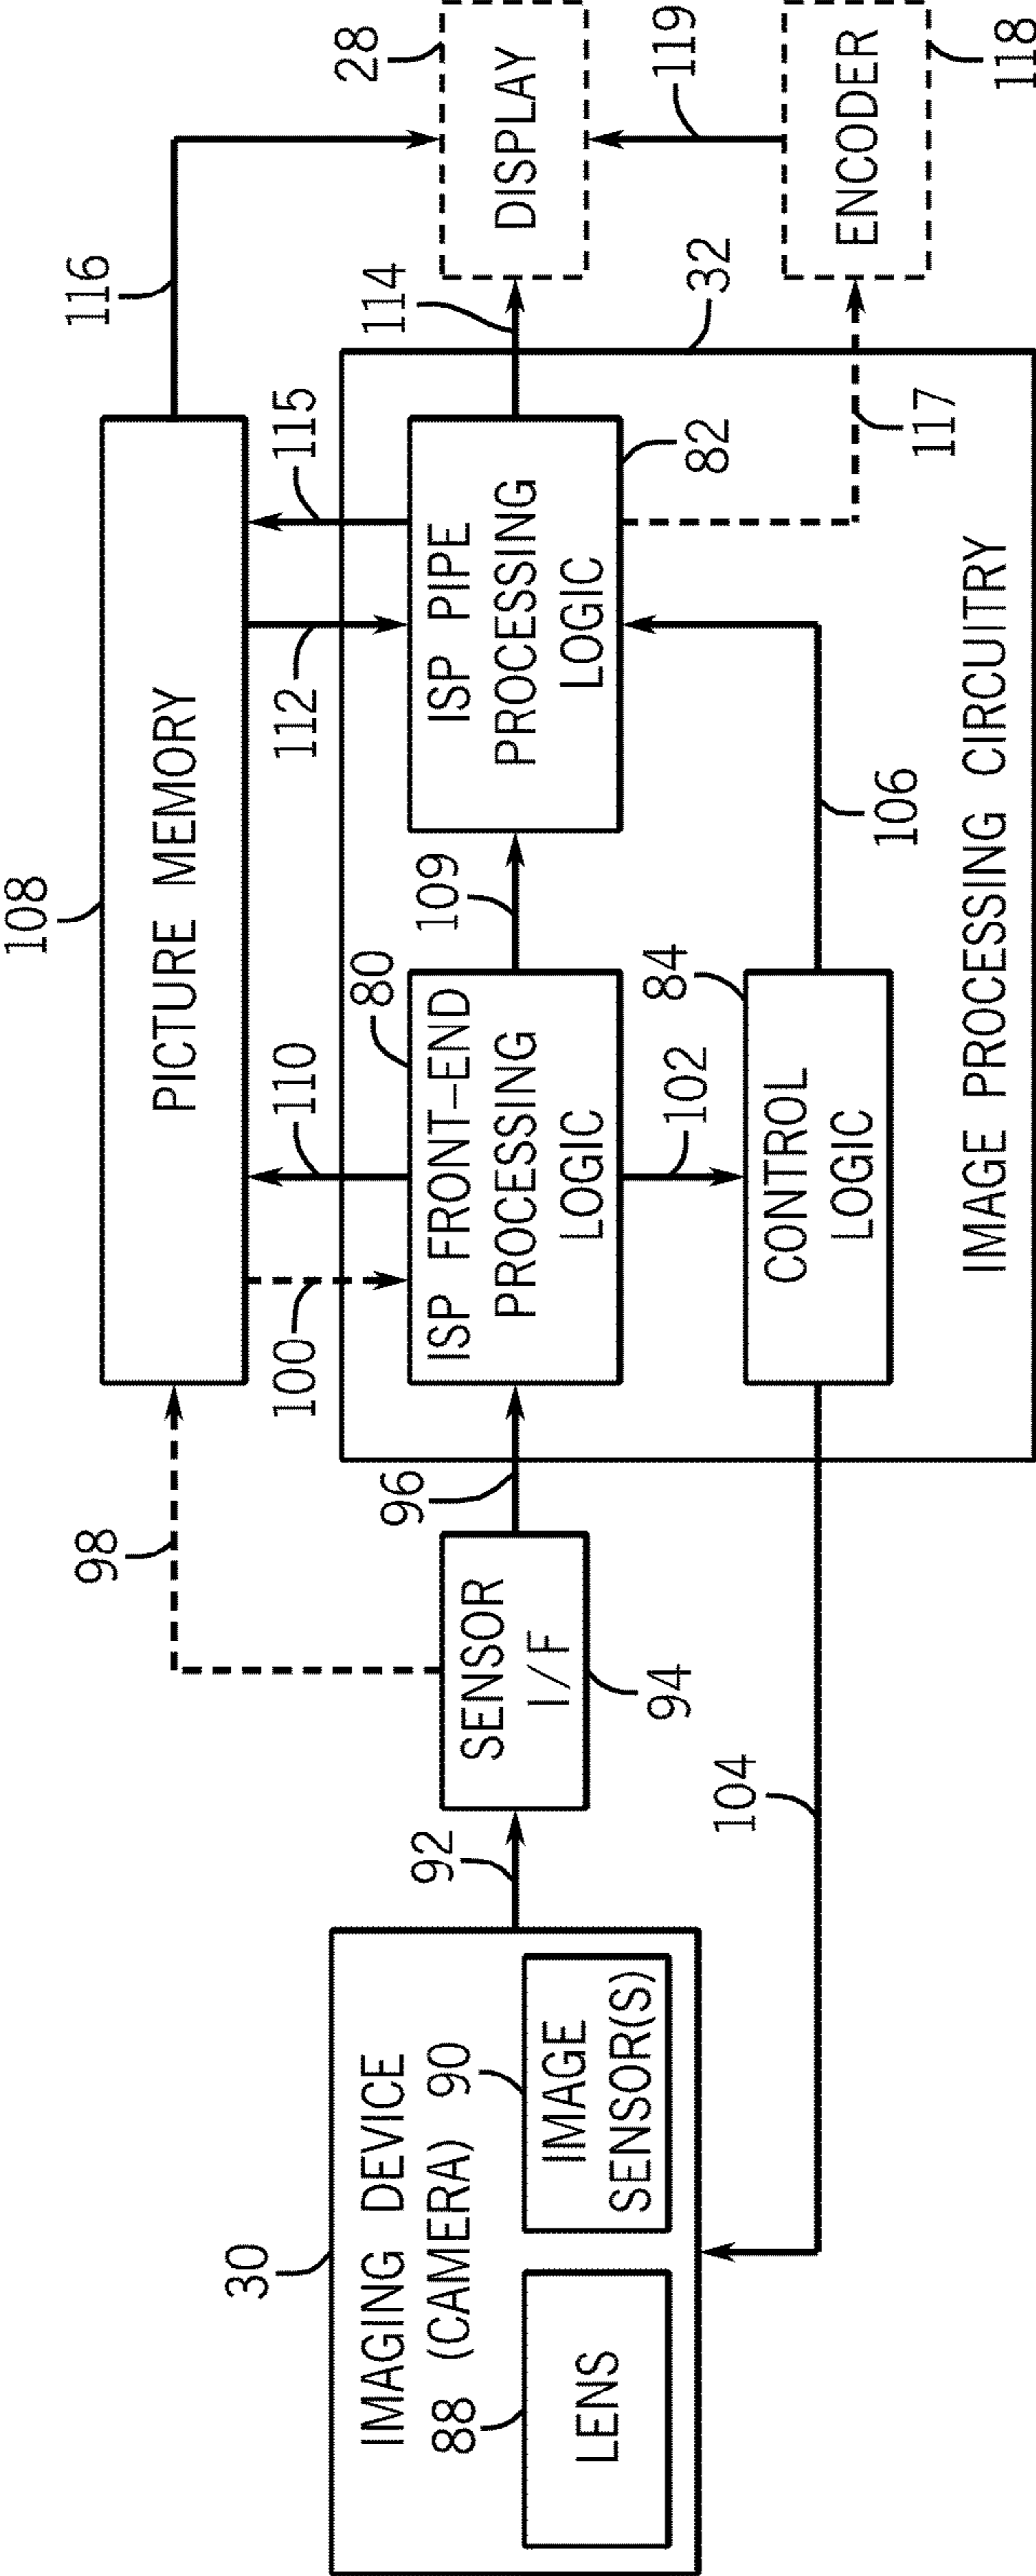 30
IMAGING DEVICE
(CAMERA)
88
90
LENS
IMAGE
SENSOR(S)
92
SENSOR
I/F
94
96
98
104
108
PICTURE MEMORY
100
110
112
115
116
ISP FRONT-END
PROCESSING
LOGIC
80
109
ISP PIPE
PROCESSING
LOGIC
82
102
84
CONTROL
LOGIC
106
IMAGE PROCESSING CIRCUITRY
32
114
117
28
DISPLAY
119
ENCODER
118